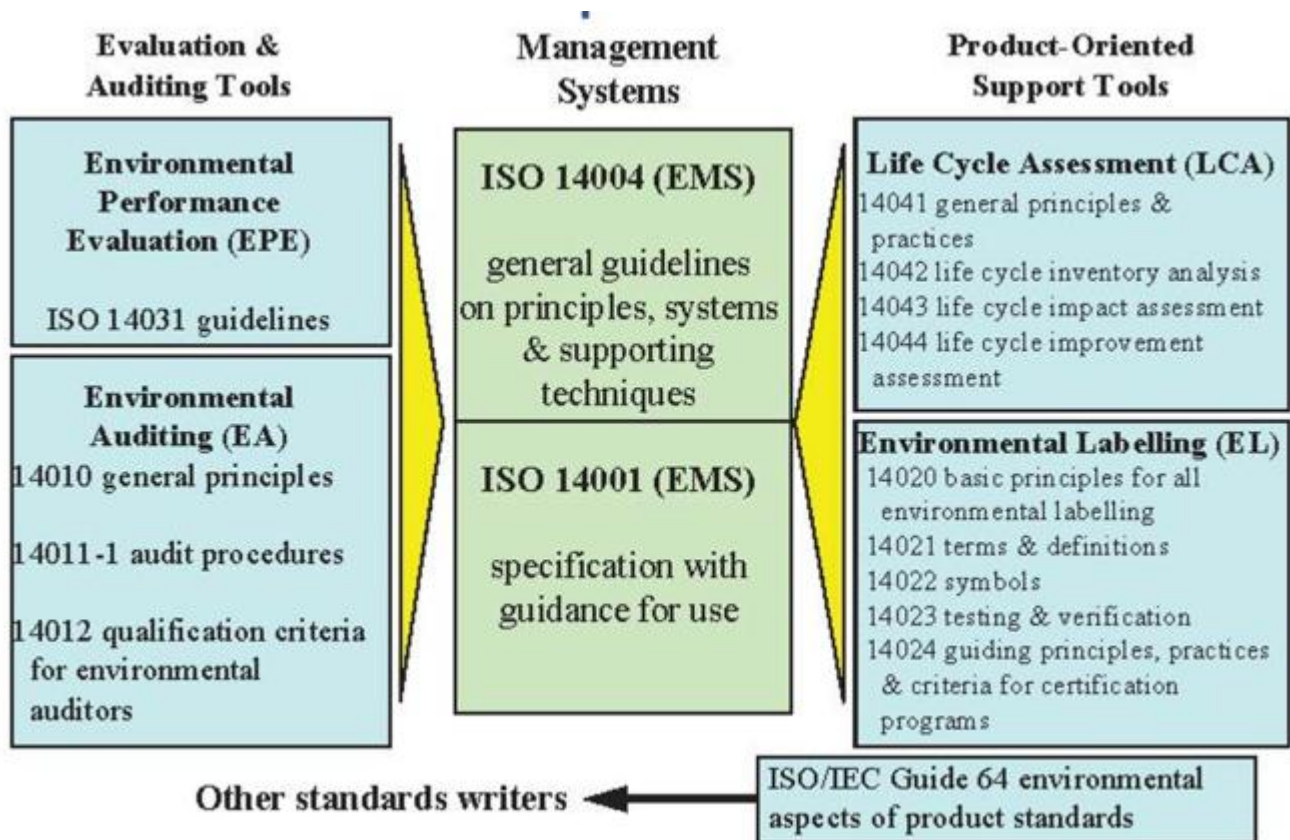 Evaluation &
Auditing Tools
Environmental
Performance
Evaluation (EPE)
ISO 14031 guidelines
Environmental
Auditing (EA)
14010 general principles
14011-1 audit procedures
14012 qualification criteria
for environmental
auditors
Management
Systems
ISO 14004 (EMS)
general guidelines
on principles, systems
& supporting
techniques
ISO 14001 (EMS)
specification with
guidance for use
Product-Oriented
Support Tools
Life Cycle Assessment (LCA)
14041 general principles &
practices
14042 life cycle inventory analysis
14043 life cycle impact assessment
14044 life cycle improvement
assessment
Environmental Labelling (EL)
14020 basic principles for all
environmental labelling
14021 terms & definitions
14022 symbols
14023 testing & verification
14024 guiding principles, practices
& criteria for certification
programs
Other standards writers
ISO/IEC Guide 64 environmental
aspects of product standards